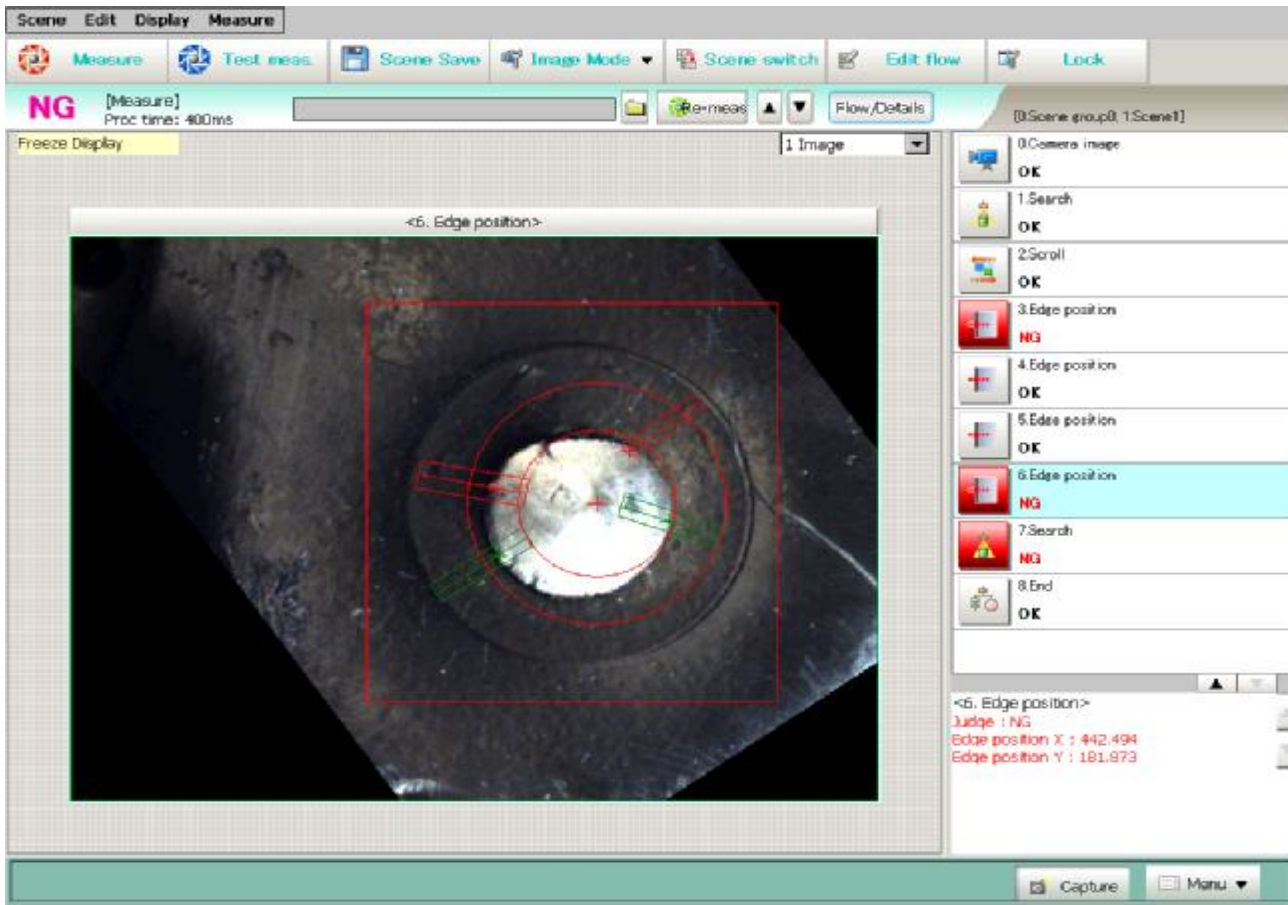 Scene Edit Display Measure
Measure Test meas. Scene Save Image Mode Scene switch Edit flow Lock
NG [Measure]
Proc time: 400ms
Re-meas Flow/Details
[0.Scene group0, 1.Scene1]
Freeze Display
1 Image
<6. Edge position>
0.Camera image
OK
1.Search
OK
2.Scroll
OK
3.Edge position
NG
4.Edge position
OK
5.Edge position
OK
6.Edge position
NG
7.Search
NG
8.End
OK
<6. Edge position>
Judge : NG
Edge position X : 442.494
Edge position Y : 181.873
Capture Menu